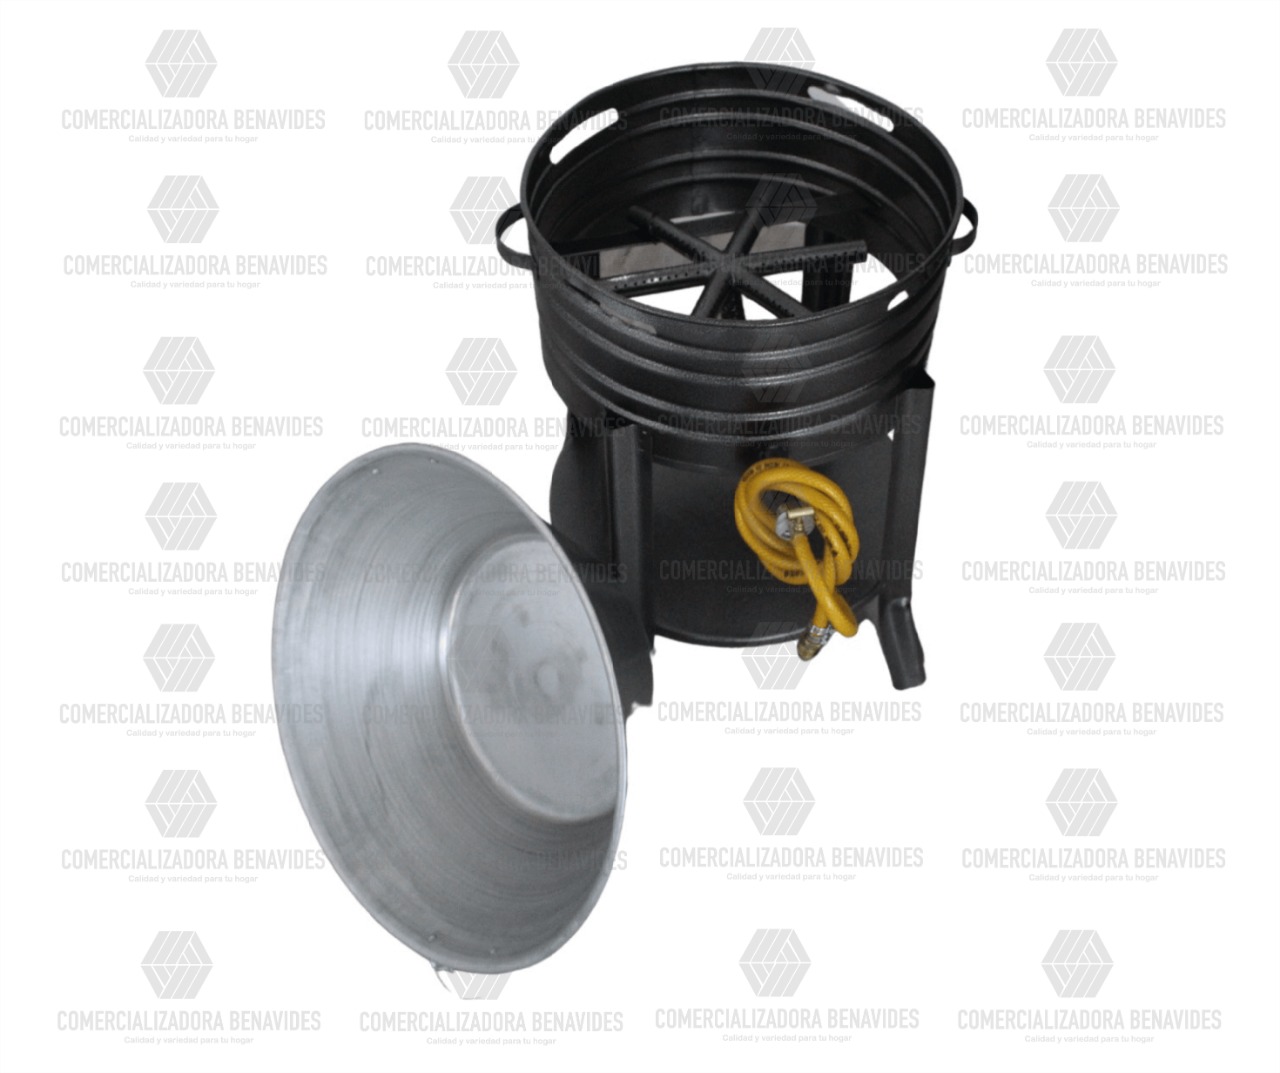 COMERCIALIZADORA BENAVIDES COMERCIALIZADORA BENAVIDES COMERCIALIZADORA BENAVIDES COMERCIALIZADORA BENAVIDES
Calidad y variedad para tu hogar Calidad y variedad para tu hogar Calidad y variedad para tu hogar Calidad y variedad para tu hogar
COMERCIALIZADORA BENAVIDES COMERCIALIZADORA BENAVIDES COMERCIALIZADORA BENAVIDES COMERCIALIZADORA BENAVIDES
Calidad y variedad para tu hogar Calidad y variedad para tu Calidad y variedad para tu hogar
COMERCIALIZADORA BENAVIDES COMERCIALIZADORA BENAVIDES COMERCIALIZADORA BENAVIDES COMERCIALIZADORA BENAVIDES
Calidad y variedad para tu hogar Calidad y variedad para tu hogar Calidad y variedad para tu hogar
COMERCIALIZADORA BENAVIDES COMERCIALIZADORA BENAVIDES COMERCIALIZADORA BENAVIDES COMERCIALIZADORA BENAVIDES
Calidad y variedad para tu hogar Calidad y variedad para tu hogar
COMERCIALIZADORA BENAVIDES COMERCIALIZADORA BENAVIDES COMERCIALIZADORA BENAVIDES
Calidad y variedad para tu hogar Calidad y variedad para tu hogar Calidad y variedad para tu hogar
COMERCIALIZADORA BENAVIDES COMERCIALIZADORA BENAVIDES COMERCIALIZADORA BENAVIDES
Calidad y variedad para tu hogar Calidad y variedad para tu hogar Calidad y variedad para tu hogar
COMERCIALIZADORA BENAVIDES COMERCIALIZADORA BENAVIDES COMERCIALIZADORA BENAVIDES COMERCIALIZADORA BENAVIDES
Calidad y variedad para tu hogar Calidad y variedad para tu hogar Calidad y variedad para tu hogar Calidad y variedad para tu hogar